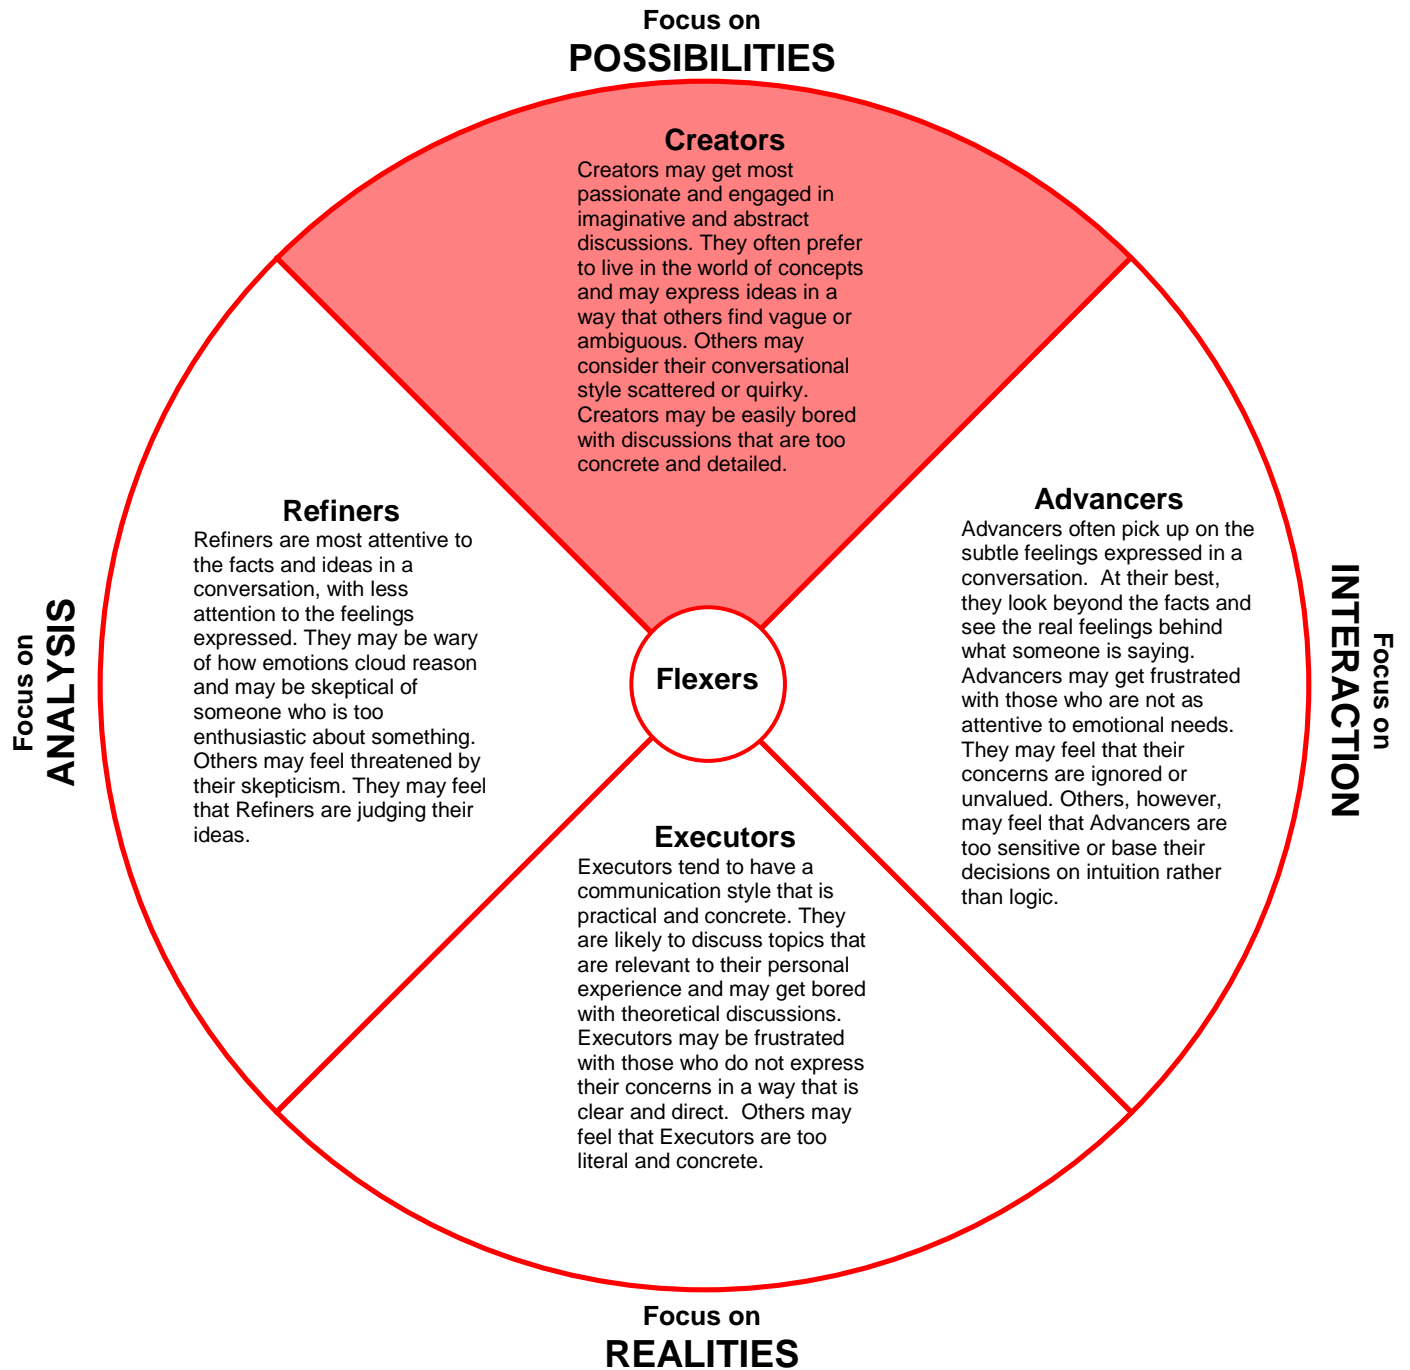 Focus on
POSSIBILITIES
Creators
Creators may get most
passionate and engaged in
imaginative and abstract
discussions. They often prefer
to live in the world of concepts
and may express ideas in a
way that others find vague or
ambiguous. Others may
consider their conversational
style scattered or quirky.
Creators may be easily bored
with discussions that are too
concrete and detailed.
Focus on
ANALYSIS
Refiners
Refiners are most attentive to
the facts and ideas in a
conversation, with less
attention to the feelings
expressed. They may be wary
of how emotions cloud reason
and may be skeptical of
someone who is too
enthusiastic about something.
Others may feel threatened by
their skepticism. They may feel
that Refiners are judging their
ideas.
Flexers
Advancers
Advancers often pick up on the
subtle feelings expressed in a
conversation.  At their best,
they look beyond the facts and
see the real feelings behind
what someone is saying.
Advancers may get frustrated
with those who are not as
attentive to emotional needs.
They may feel that their
concerns are ignored or
unvalued. Others, however,
may feel that Advancers are
too sensitive or base their
decisions on intuition rather
than logic.
Focus on
INTERACTION
Executors
Executors tend to have a
communication style that is
practical and concrete. They
are likely to discuss topics that
are relevant to their personal
experience and may get bored
with theoretical discussions.
Executors may be frustrated
with those who do not express
their concerns in a way that is
clear and direct.  Others may
feel that Executors are too
literal and concrete.
Focus on
REALITIES